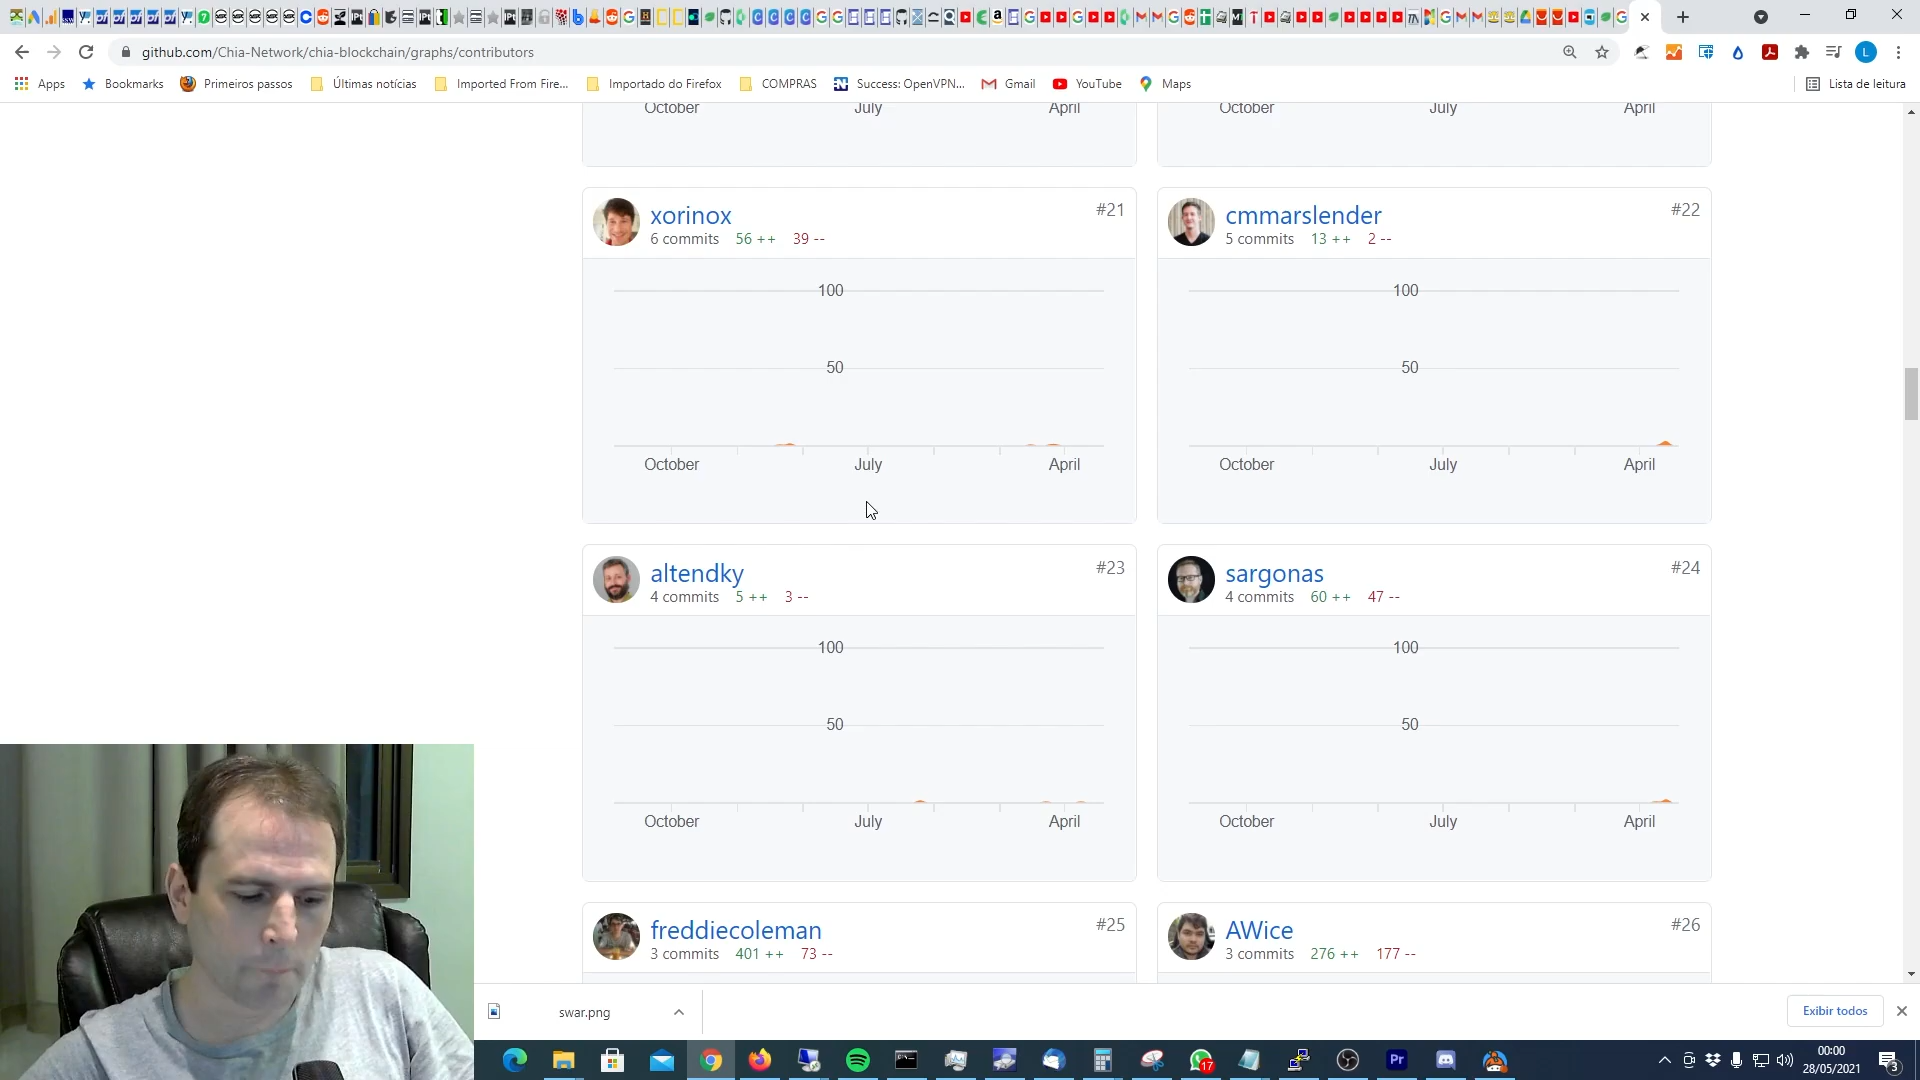 github.com/Chia-Network/chia-blockchain/graphs/contributors
Apps Bookmarks Primeiros passos Últimas notícias Imported From Fire... Importado do Firefox COMPRAS Success: OpenVPN... Gmail YouTube Maps Lista de leitura
October July April October July April
xorinox #21
6 commits 56 ++ 39 --
100
50
October July April
cmmarslender #22
5 commits 13 ++ 2 --
100
50
October July April
altendky #23
4 commits 5 ++ 3 --
100
50
October July April
sargonas #24
4 commits 60 ++ 47 --
100
50
October July April
freddiecoleman #25
3 commits 401 ++ 73 --
AWice #26
3 commits 276 ++ 177 --
swar.png Exibir todos
00:00
28/05/2021